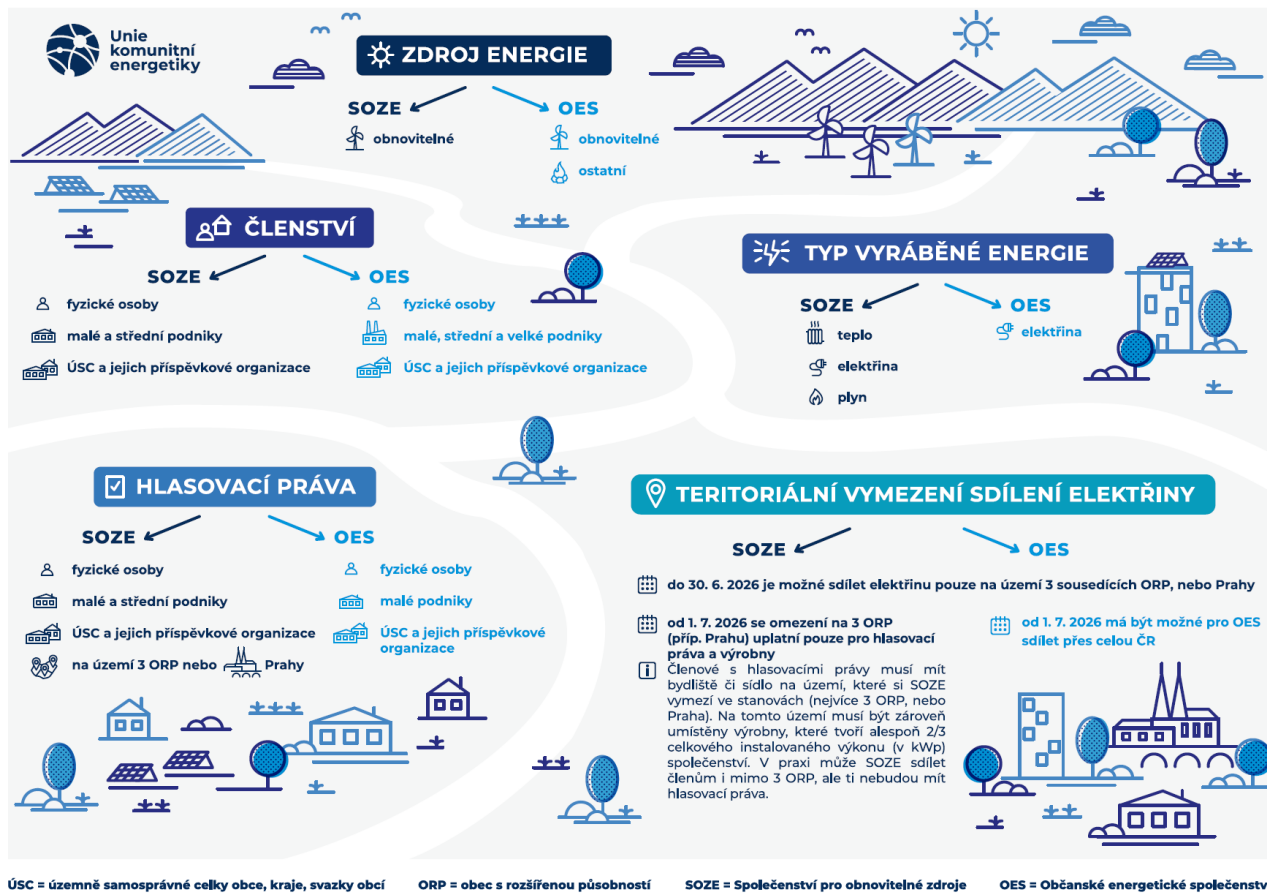 Unie
komunitní
energetiky
ZDROJ ENERGIE
SOZE
obnovitelné
OES
obnovitelné
ostatní
ČLENSTVÍ
SOZE
fyzické osoby
malé a střední podniky
ÚSC a jejich příspěvkové organizace
OES
fyzické osoby
malé, střední a velké podniky
ÚSC a jejich příspěvkové organizace
TYP VYRÁBĚNÉ ENERGIE
SOZE
teplo
elektřina
plyn
OES
elektřina
HLASOVACÍ PRÁVA
SOZE
fyzické osoby
malé a střední podniky
ÚSC a jejich příspěvkové organizace
na území 3 ORP nebo Prahy
OES
fyzické osoby
malé podniky
ÚSC a jejich příspěvkové
organizace
TERITORIÁLNÍ VYMEZENÍ SDÍLENÍ ELEKTŘINY
SOZE
OES
do 30. 6. 2026 je možné sdílet elektřinu pouze na území 3 sousedících ORP, nebo Prahy
od 1. 7. 2026 se omezení na 3 ORP
(příp. Prahu) uplatní pouze pro hlasovací
práva a výrobny
Členové s hlasovacími právy musí mít
bydliště či sídlo na území, které si SOZE
vymezí ve stanovách (nejvíce 3 ORP, nebo
Praha). Na tomto území musí být zároveň
umístěny výrobny, které tvoří alespoň 2/3
celkového instalovaného výkonu (v kWp)
společenství. V praxi může SOZE sdílet
členům i mimo 3 ORP, ale ti nebudou mít
hlasovací práva.
od 1. 7. 2026 má být možné pro OES
sdílet přes celou ČR
ÚSC = územně samosprávné celky obce, kraje, svazky obcí
ORP = obec s rozšířenou působností
SOZE = Společenství pro obnovitelné zdroje
OES = Občanské energetické společenství